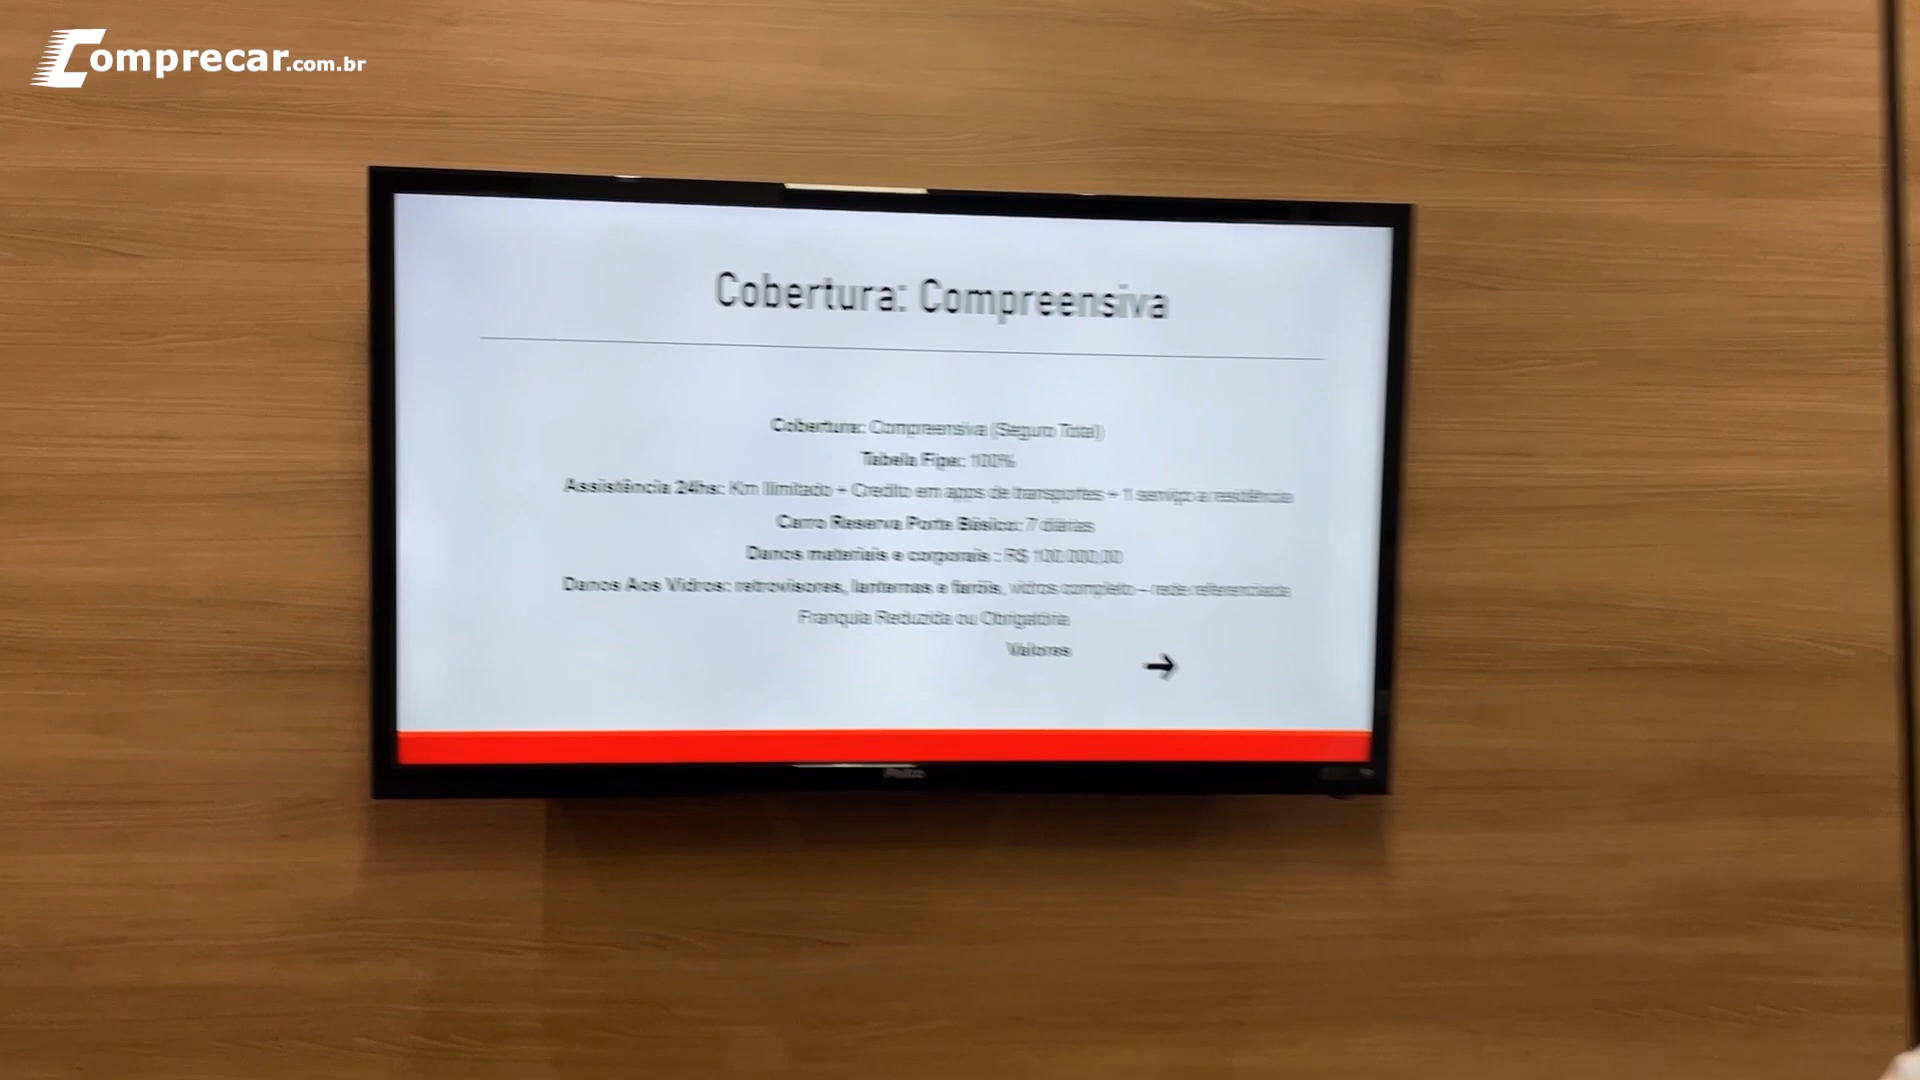 Comprecar.com.br
Cobertura: Compreensiva
Cobertura: Compreensiva (Seguro Total)
Tabela Fipe: 100%
Assistência 24hs: Km Ilimitado + Credito em apps de transportes + 1 serviço a residência
Carro Reserva Porte Básico: 7 diárias
Danos materiais e corporais : R$ 100.000,00
Danos Aos Vidros: retrovisores, lanternas e faróis, vidros completo – rede referenciada
Franquia Reduzida ou Obrigatória
Valores
Philco